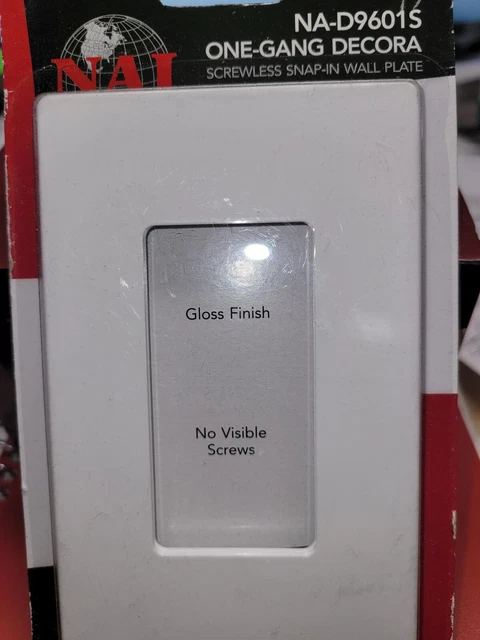 NA-D9601S
ONE-GANG DECORA
NAI
SCREWLESS SNAP-IN WALL PLATE
Gloss Finish
No Visible
Screws